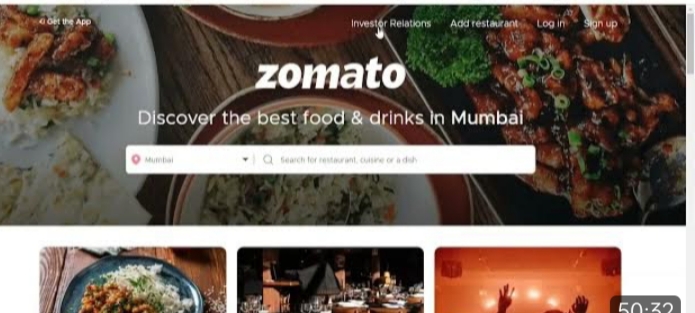 Get the App
Investor Relations Add restaurant Log in Sign up
zomato
Discover the best food & drinks in Mumbai
Mumbai
Search for restaurant, cuisine or a dish
50:32